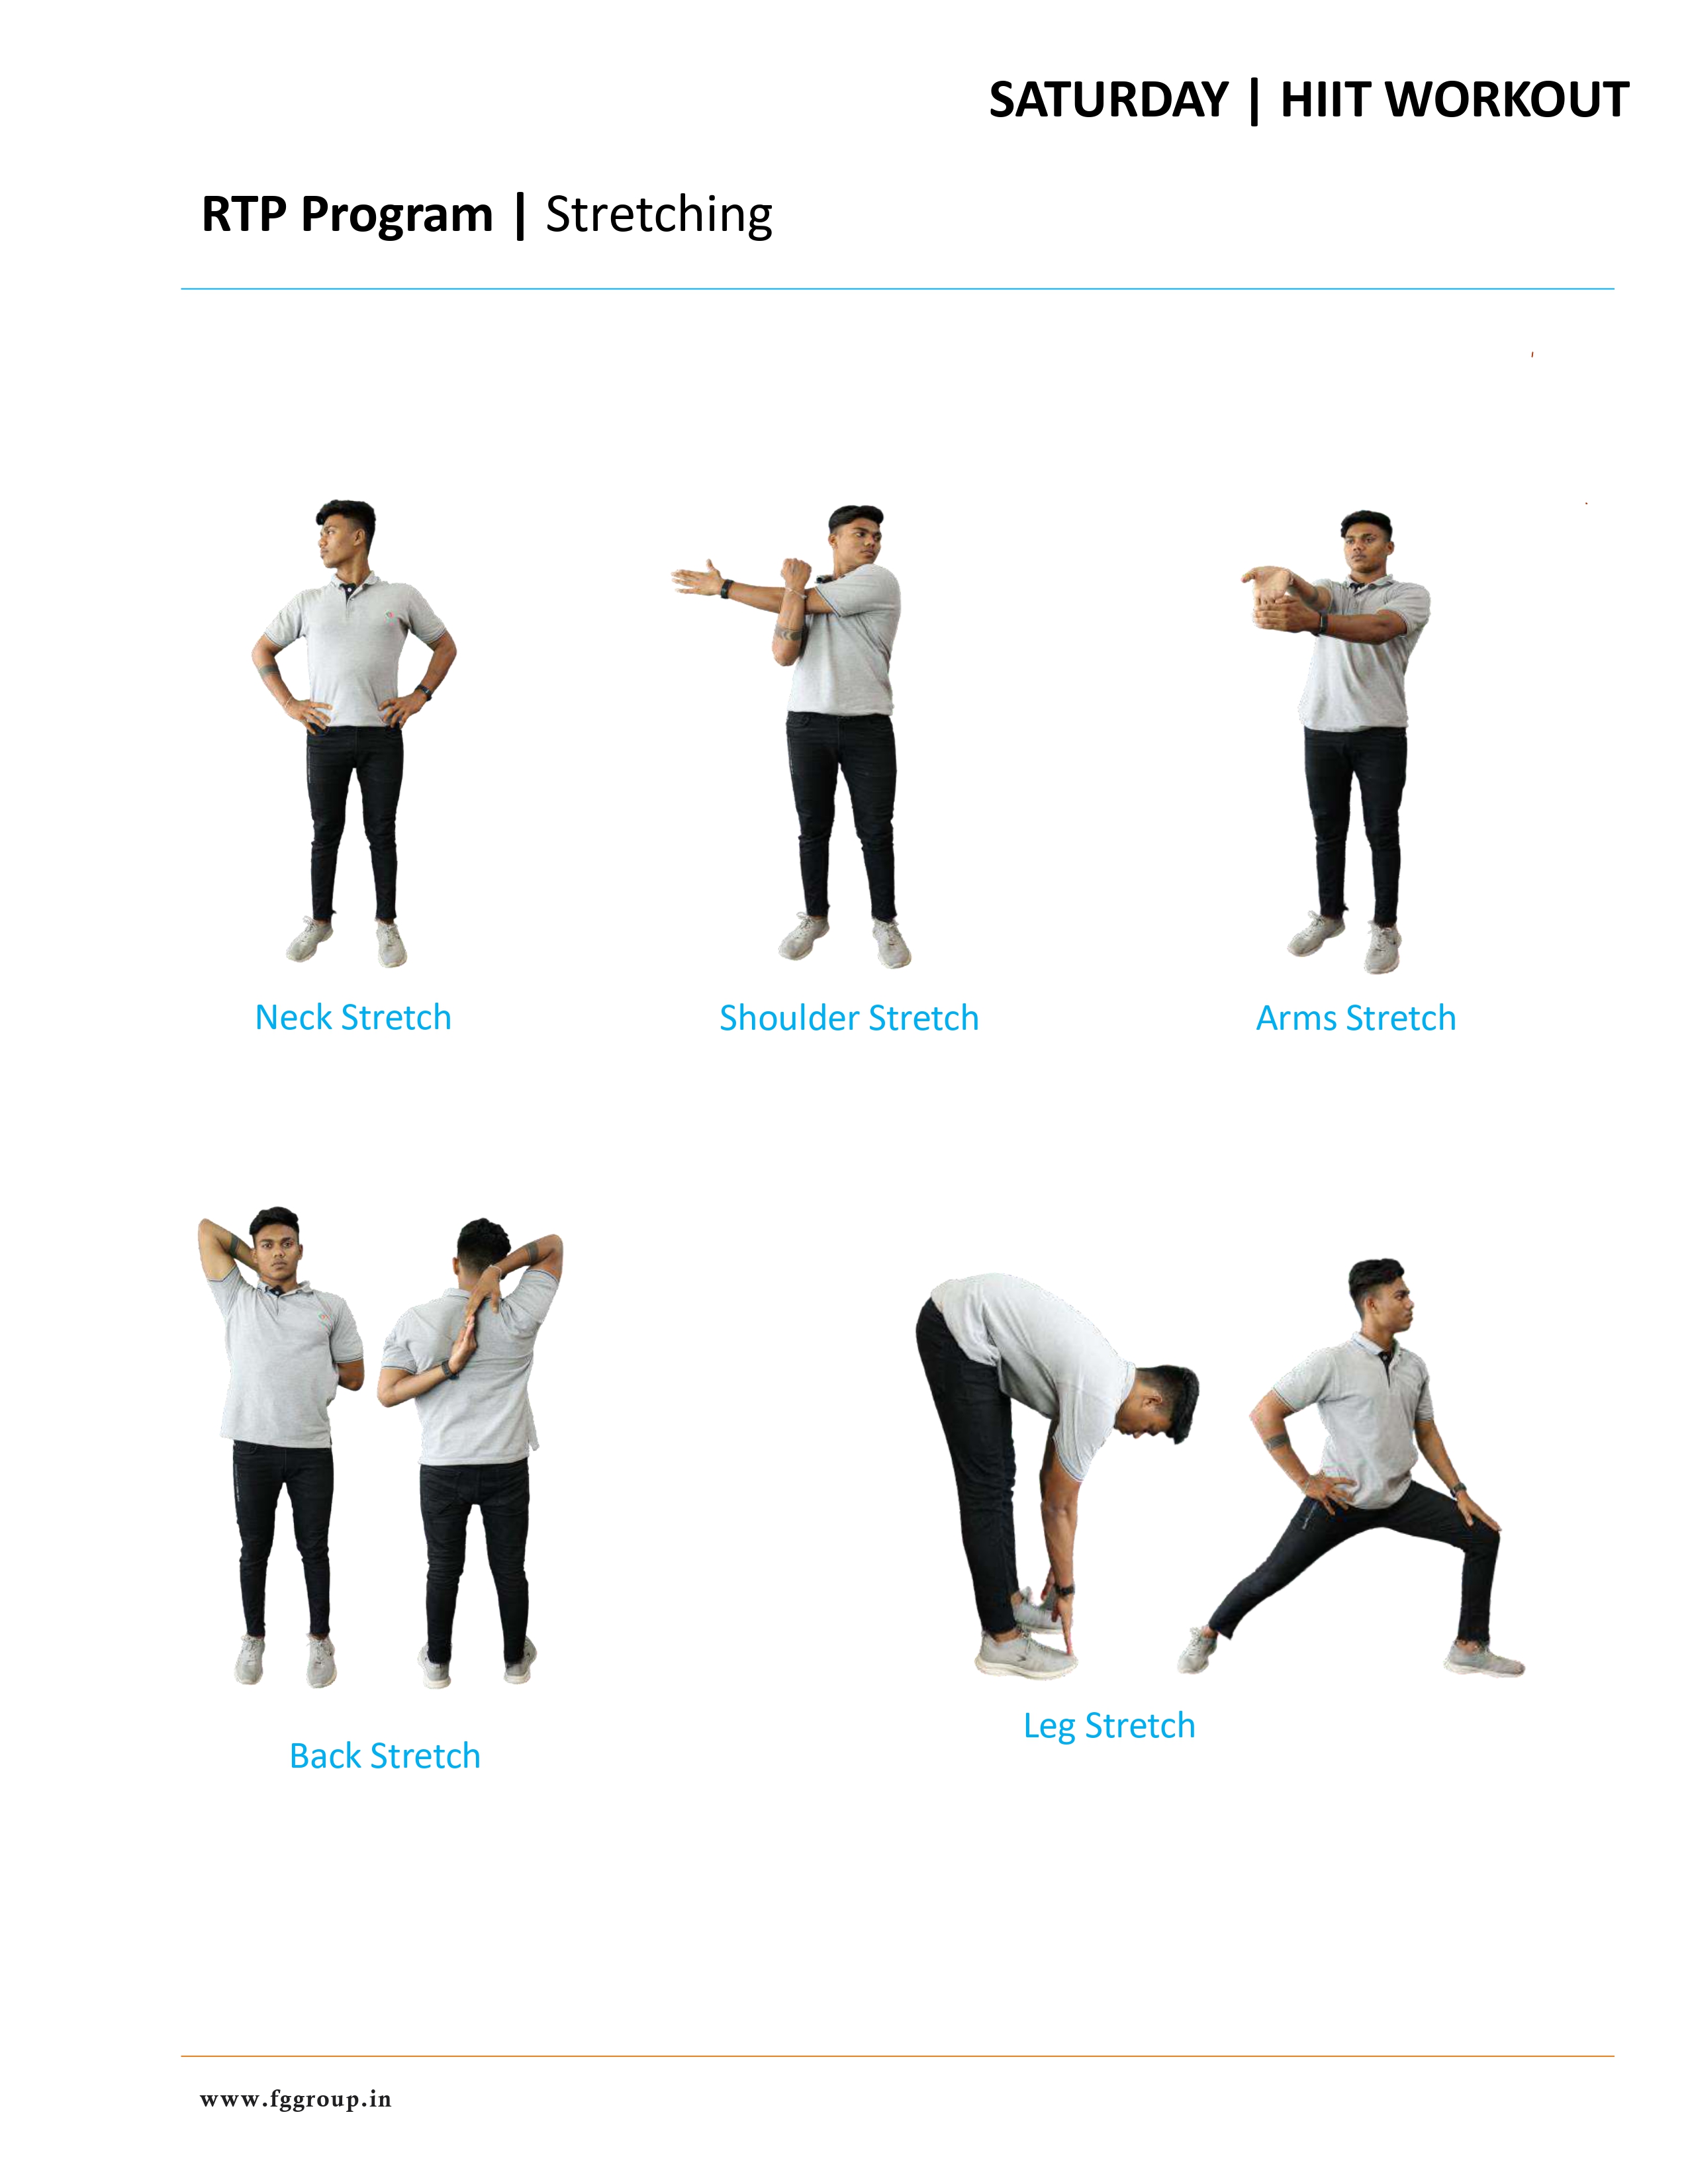 SATURDAY | HIIT WORKOUT
RTP Program | Stretching
Neck Stretch
Shoulder Stretch
Arms Stretch
Back Stretch
Leg Stretch
www.fggroup.in